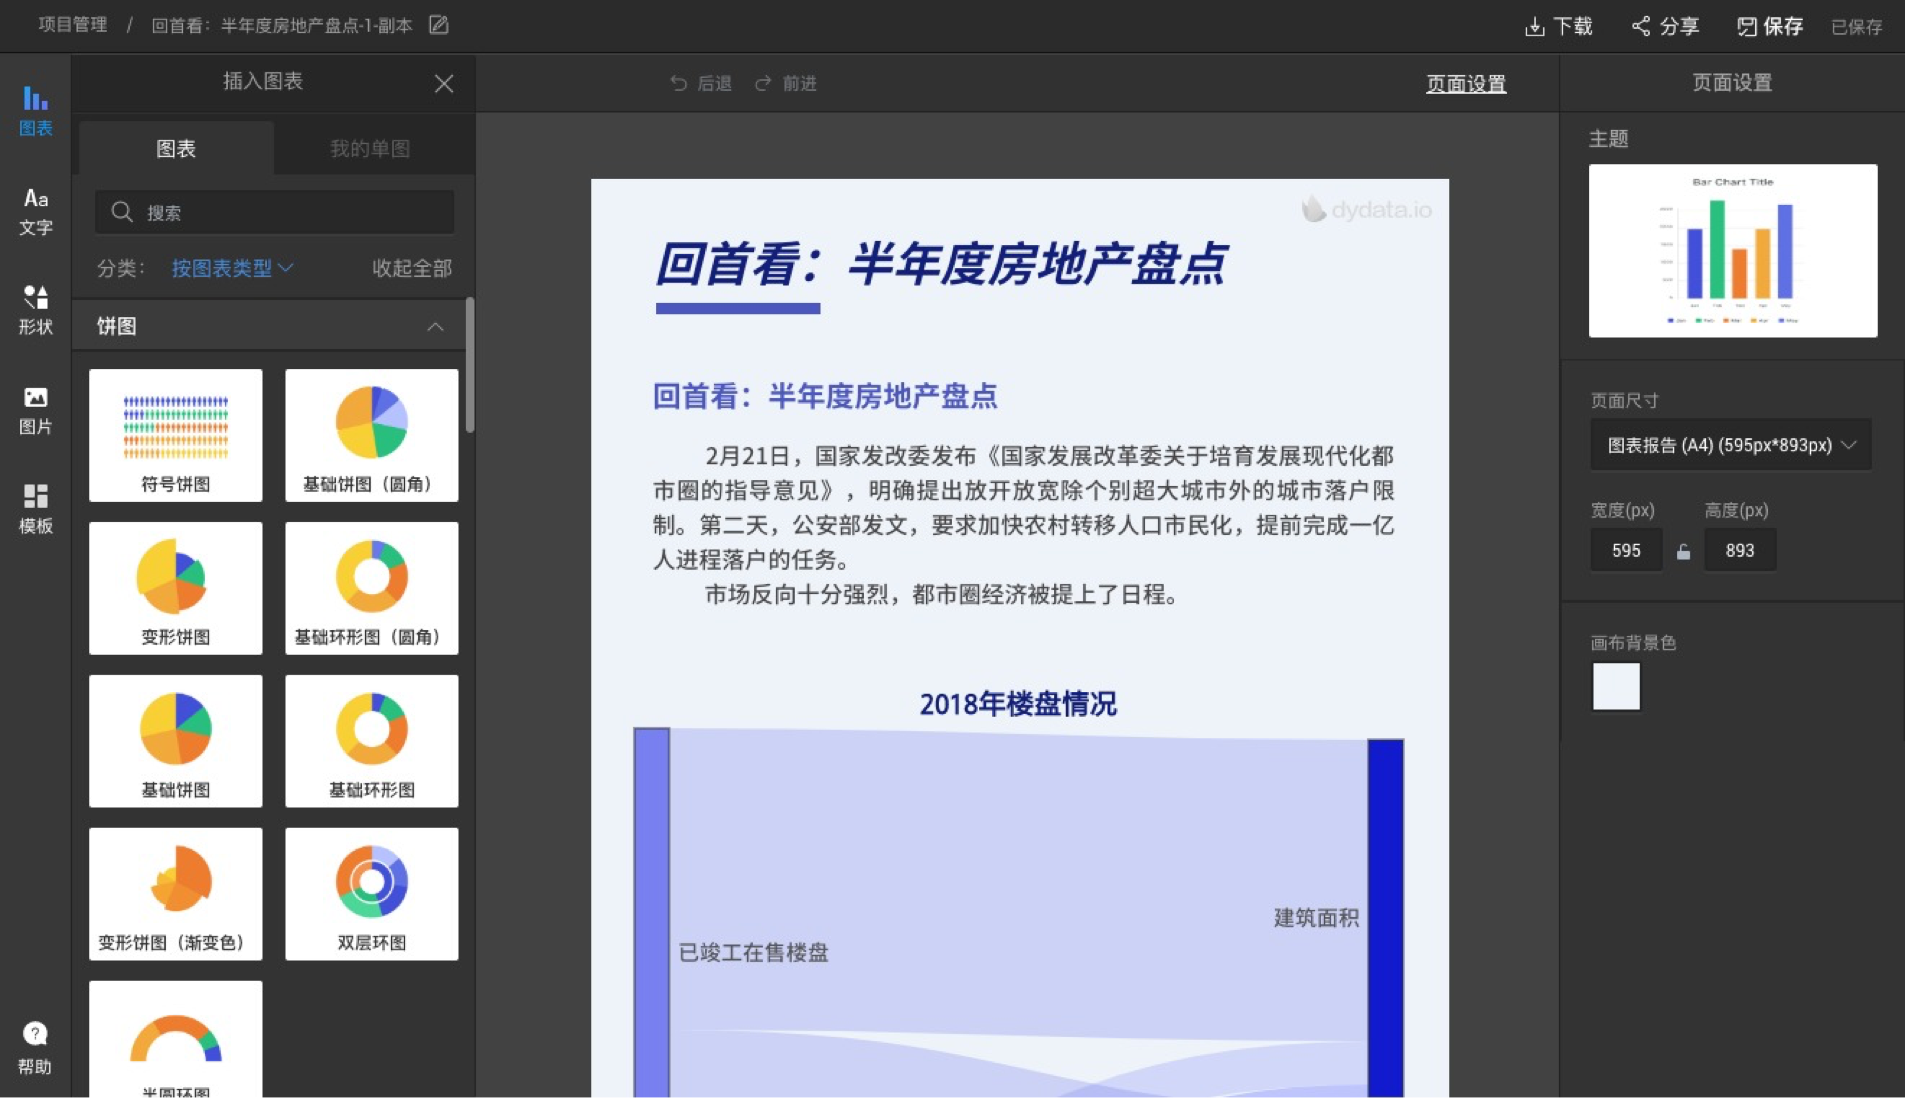 项目管理 / 回首看：半年度房地产盘点-1-副本
下载 分享 保存 已保存
图表
Aa
文字
形状
图片
模板
?
帮助
插入图表
图表 我的单图
搜索
分类： 按图表类型 收起全部
饼图
符号饼图 基础饼图（圆角）
变形饼图 基础环形图（圆角）
基础饼图 基础环形图
变形饼图（渐变色） 双层环图
半圆环图
后退 前进 页面设置
dydata.io
回首看：半年度房地产盘点
回首看：半年度房地产盘点
2月21日，国家发改委发布《国家发展改革委关于培育发展现代化都
市圈的指导意见》，明确提出放开放宽除个别超大城市外的城市落户限
制。第二天，公安部发文，要求加快农村转移人口市民化，提前完成一亿
人进程落户的任务。
市场反向十分强烈，都市圈经济被提上了日程。
2018年楼盘情况
建筑面积
已竣工在售楼盘
页面设置
主题
Bar Chart Title
页面尺寸
图表报告 (A4) (595px*893px)
宽度(px) 高度(px)
595 893
画布背景色